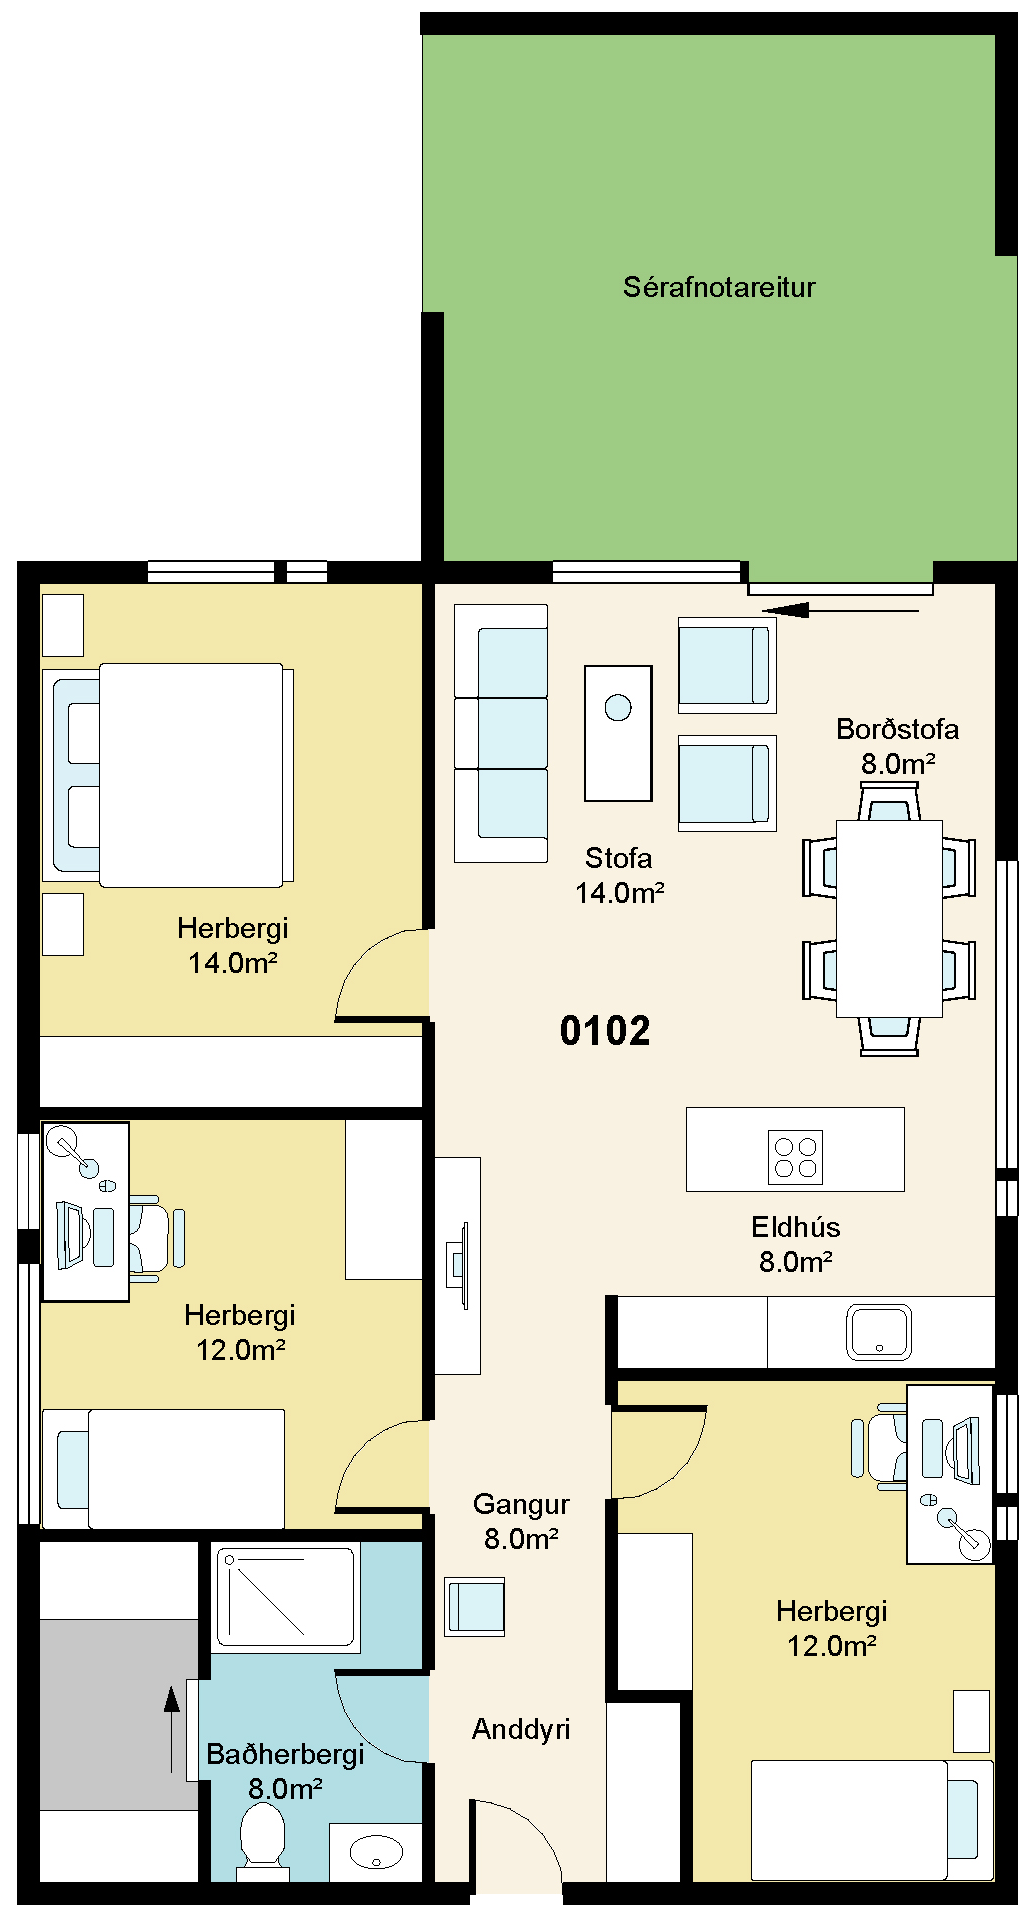 Sérafnotareitur
Borðstofa
8.0m²
Stofa
14.0m²
Herbergi
14.0m²
0102
Eldhús
8.0m²
Herbergi
12.0m²
Gangur
8.0m²
Herbergi
12.0m²
Anddyri
Baðherbergi
8.0m²